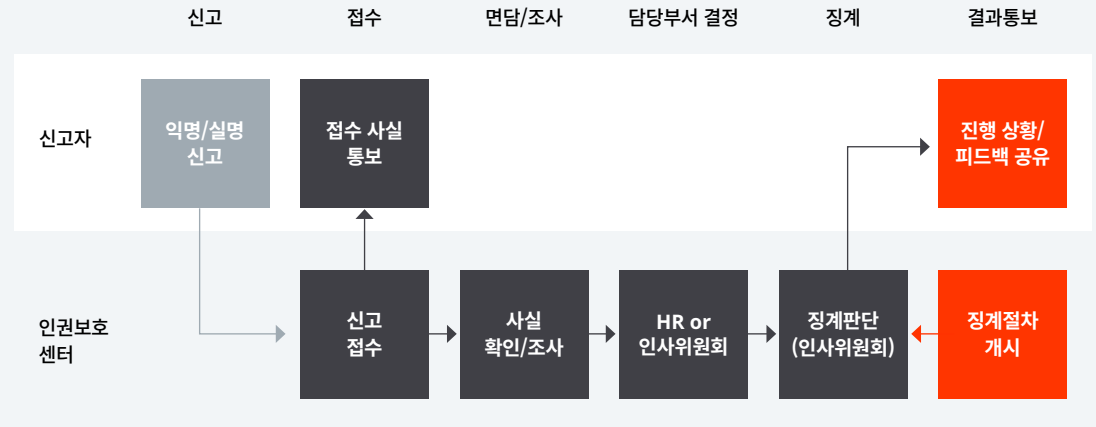 신고
접수
면담/조사
담당부서 결정
징계
결과통보
신고자
익명/실명
신고
접수 사실
통보
진행 상황/
피드백 공유
인권보호
센터
신고
접수
사실
확인/조사
HR or
인사위원회
징계판단
(인사위원회)
징계절차
개시